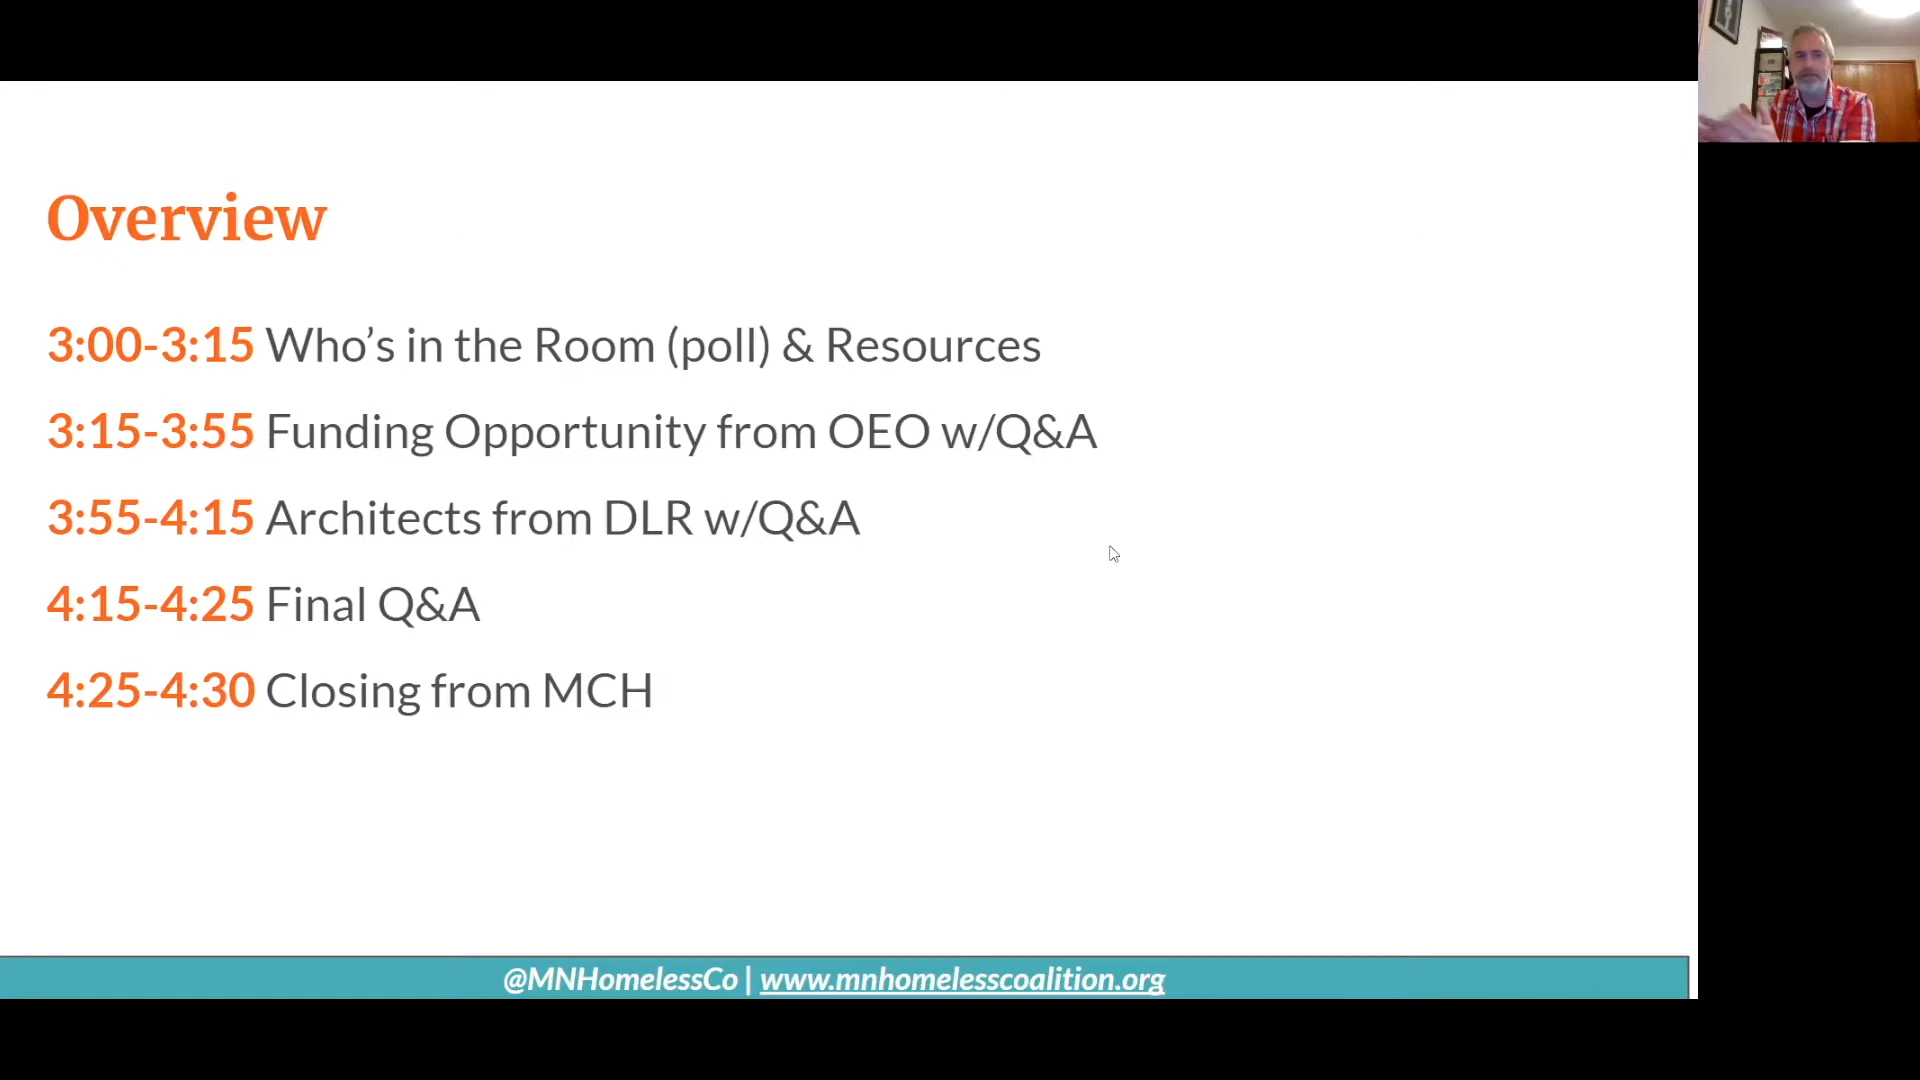 Overview
3:00-3:15 Who’s in the Room (poll) & Resources
3:15-3:55 Funding Opportunity from OEO w/Q&A
3:55-4:15 Architects from DLR w/Q&A
4:15-4:25 Final Q&A
4:25-4:30 Closing from MCH
@MNHomelessCo | www.mnhomelesscoalition.org